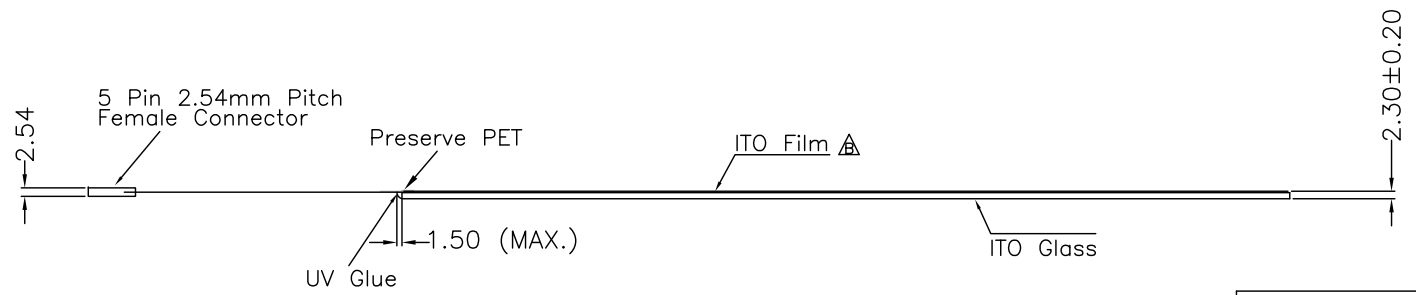 2.54
5 Pin 2.54mm Pitch
Female Connector
Preserve PET
ITO Film B
2.30±0.20
1.50 (MAX.)
UV Glue
ITO Glass